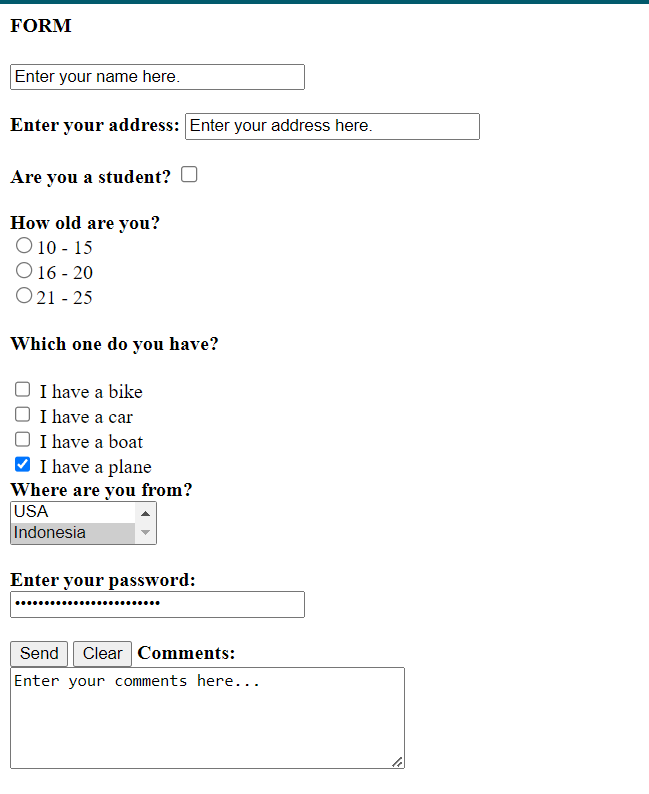 FORM
Enter your name here.
Enter your address: Enter your address here.
Are you a student?
How old are you?
10 - 15
16 - 20
21 - 25
Which one do you have?
I have a bike
I have a car
I have a boat
I have a plane
Where are you from?
USA
Indonesia
Enter your password:
••••••••••••••••••••••••••
Send Clear Comments:
Enter your comments here...